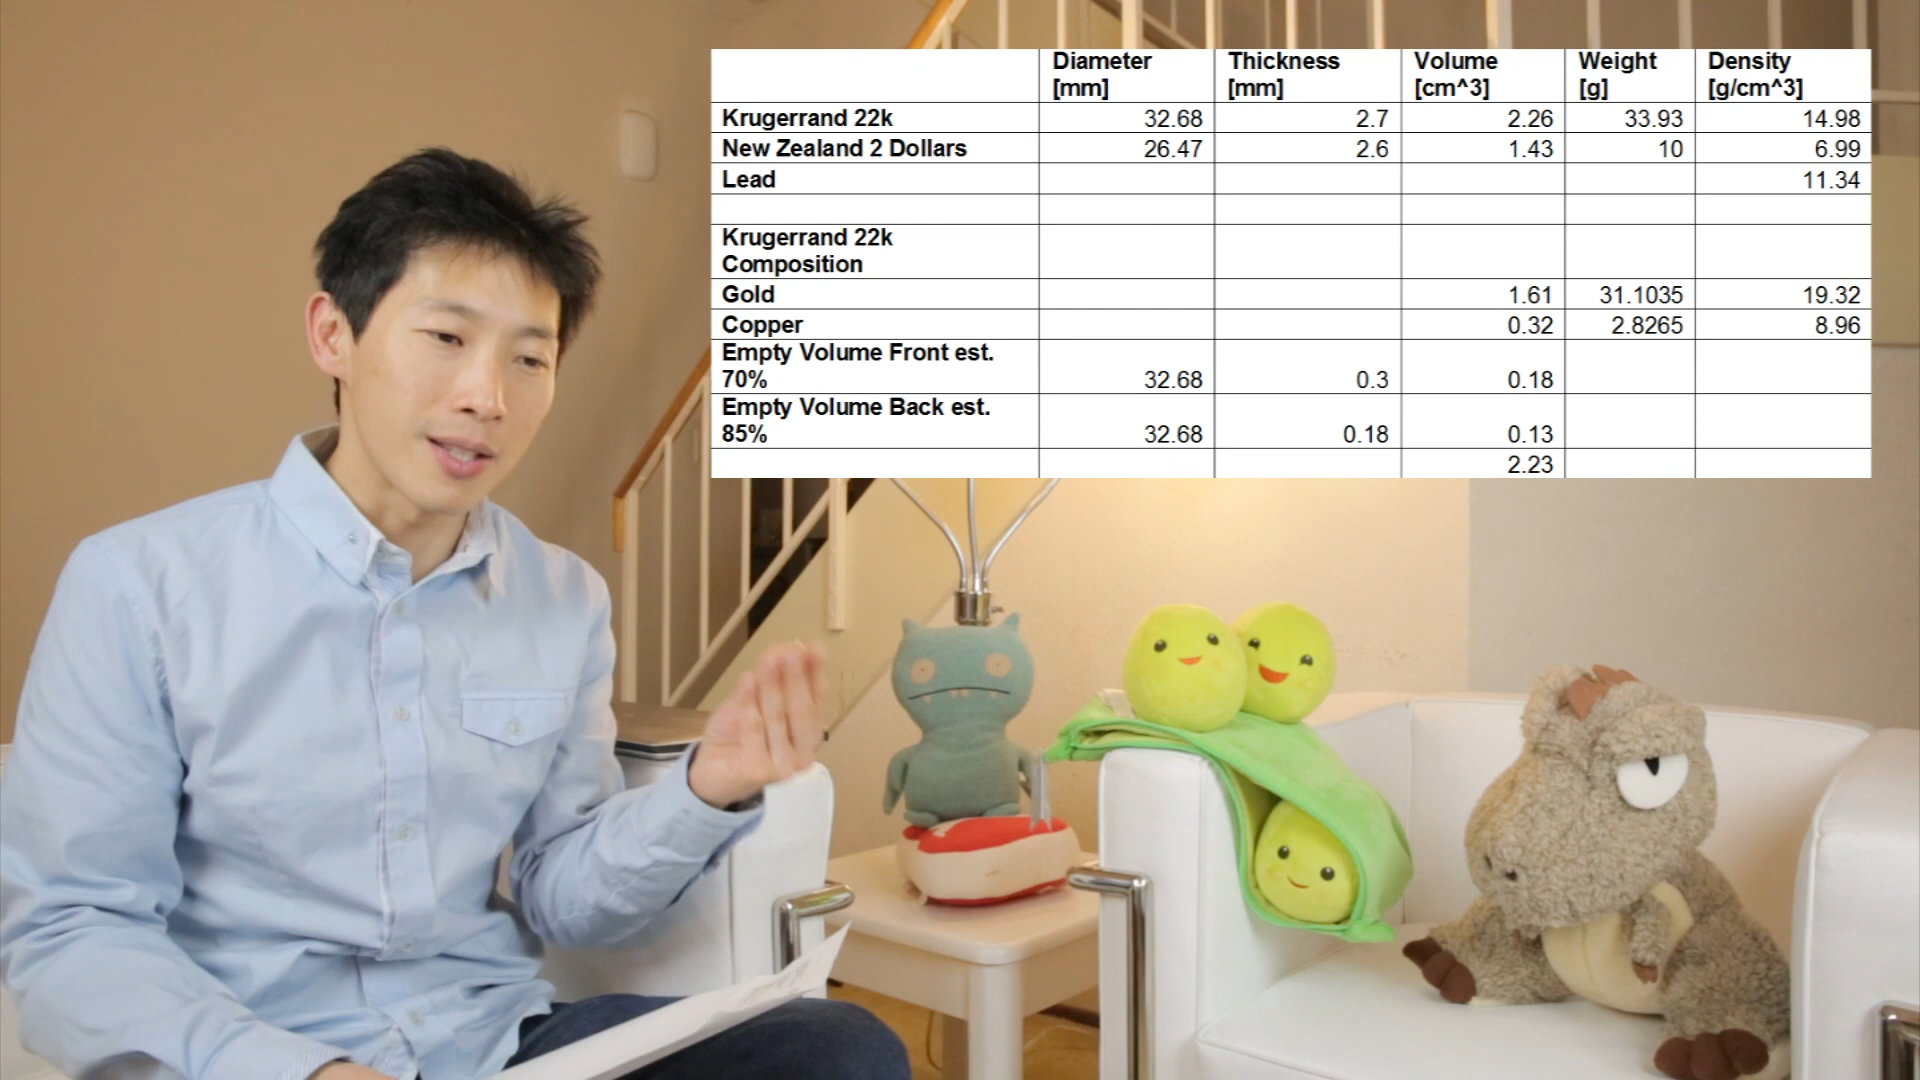 Diameter Thickness Volume Weight Density
[mm] [mm] [cm^3] [g] [g/cm^3]
Krugerrand 22k 32.68 2.7 2.26 33.93 14.98
New Zealand 2 Dollars 26.47 2.6 1.43 10 6.99
Lead 11.34
Krugerrand 22k
Composition
Gold 1.61 31.1035 19.32
Copper 0.32 2.8265 8.96
Empty Volume Front est.
70% 32.68 0.3 0.18
Empty Volume Back est.
85% 32.68 0.18 0.13
2.23